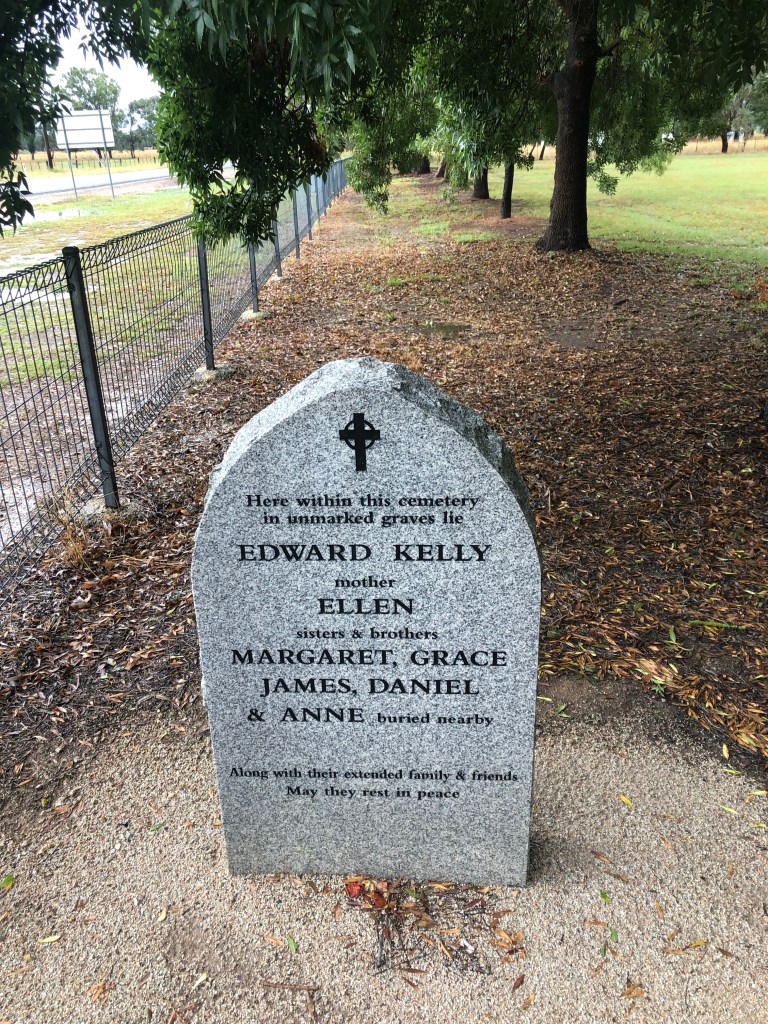 Here within this cemetery
in unmarked graves lie
EDWARD KELLY
mother
ELLEN
sisters & brothers
MARGARET, GRACE
JAMES, DANIEL
& ANNE buried nearby
Along with their extended family & friends
May they rest in peace